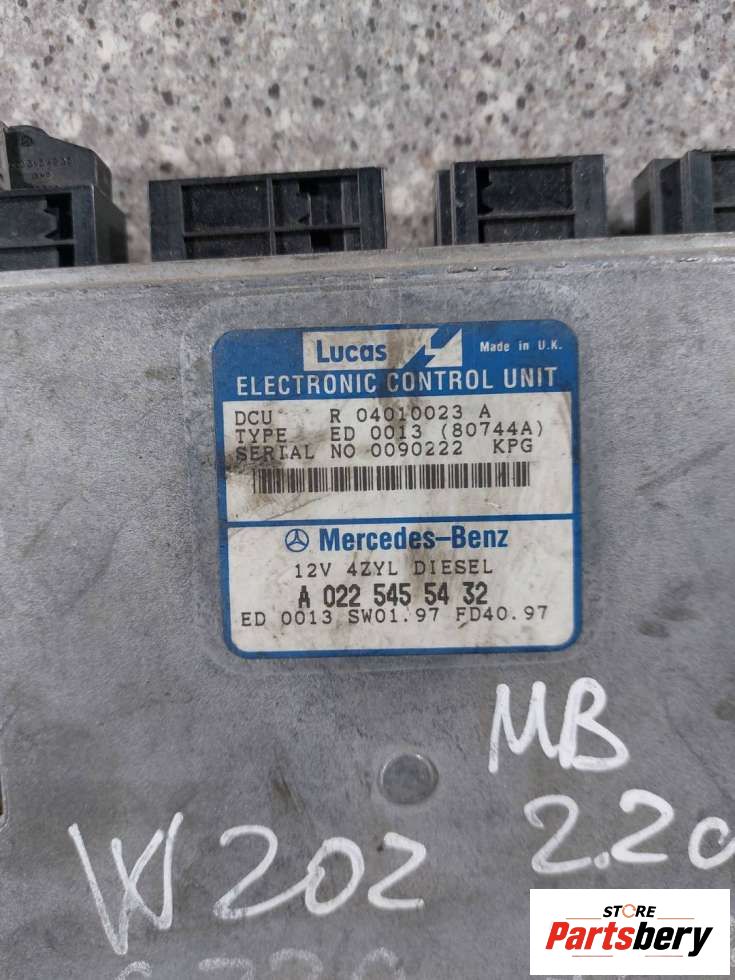 Lucas Made in U.K.
ELECTRONIC CONTROL UNIT
DCU R 04010023 A
TYPE ED 0013 (80744A)
SERIAL NO 0090222 KPG
Mercedes-Benz
12V 4ZYL DIESEL
A 022 545 54 32
ED 0013 SW01.97 FD40.97
MB
W202 2.2
STORE
Partsbery